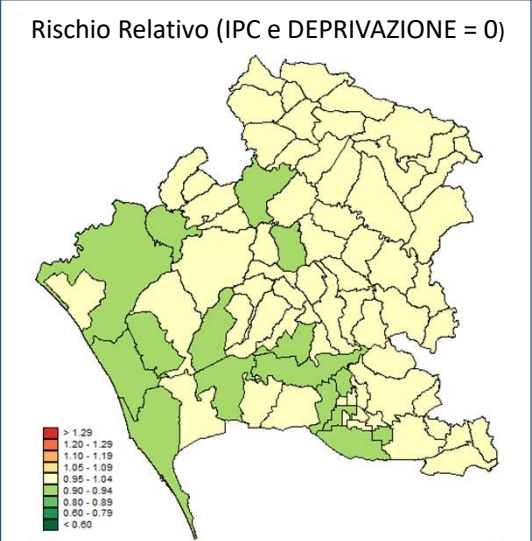 Rischio Relativo (IPC e DEPRIVAZIONE = 0)
> 1.29
1.20 - 1.29
1.10 - 1.19
1.05 - 1.09
0.95 - 1.04
0.90 - 0.94
0.80 - 0.89
0.60 - 0.79
< 0.60